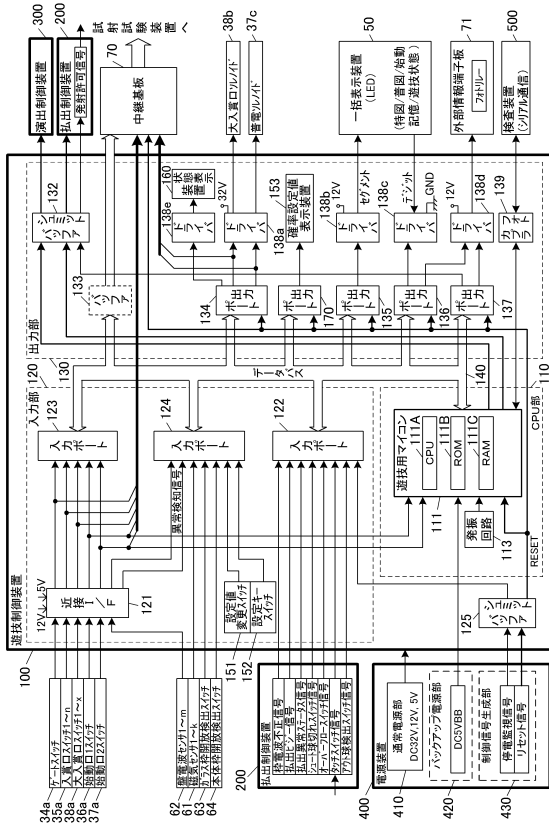 300
演出制御装置
200
払出制御装置
発射許可信号
試射試験装置へ
70
中継基板
38b
大入賞口ソレノイド
37c
普電ソレノイド
50
一括表示装置
(LED)
(特図/普図/始動
記憶/遊技状態)
71
外部情報端子板
フォトリレー
500
検査装置
(シリアル通信)
132
シュミット
バッファ
133
バッファ
160
状態
装置
表示
138e
ドライバ
32V
ドライバ
138a
153
確率設定値
表示装置
138b
12V
ドライバ
セグメント
138c
ドライバ
デジット
GND
12V
138d
ドライバ
139
フォト
カプラ
134
出力
ポート
170
出力
ポート
135
出力
ポート
136
出力
ポート
137
出力
ポート
出力部
130
データバス
140
120
入力部
123
入力
ポート
124
入力
ポート
122
入力
ポート
異常検知信号
110
CPU部
遊技用マイコン
111A
CPU
111B
ROM
111C
RAM
111
発振
回路
113
RESET
遊技制御装置
100
12V
5V
近接
I/F
121
設定値
変更スイッチ
151
設定キー
スイッチ
152
シュミット
バッファ
125
34a
ゲートスイッチ
35a
入賞口スイッチ1~n
38a
大入賞口スイッチ1~x
36a
始動口1スイッチ
37a
始動口2スイッチ
62
盤電波センサ1~m
61
磁気センサ1~k
63
ガラス枠開放検出スイッチ
64
本体枠開放検出スイッチ
200
払出制御装置
枠電波不正信号
払出ビジー信号
払出異常ステータス信号
シュート球切れスイッチ信号
オーバーフロースイッチ信号
タッチスイッチ信号
アウト球検出スイッチ信号
400
電源装置
410
通常電源部
DC32V,12V, 5V
420
バックアップ電源部
DC5VBB
430
制御信号生成部
停電監視信号
リセット信号